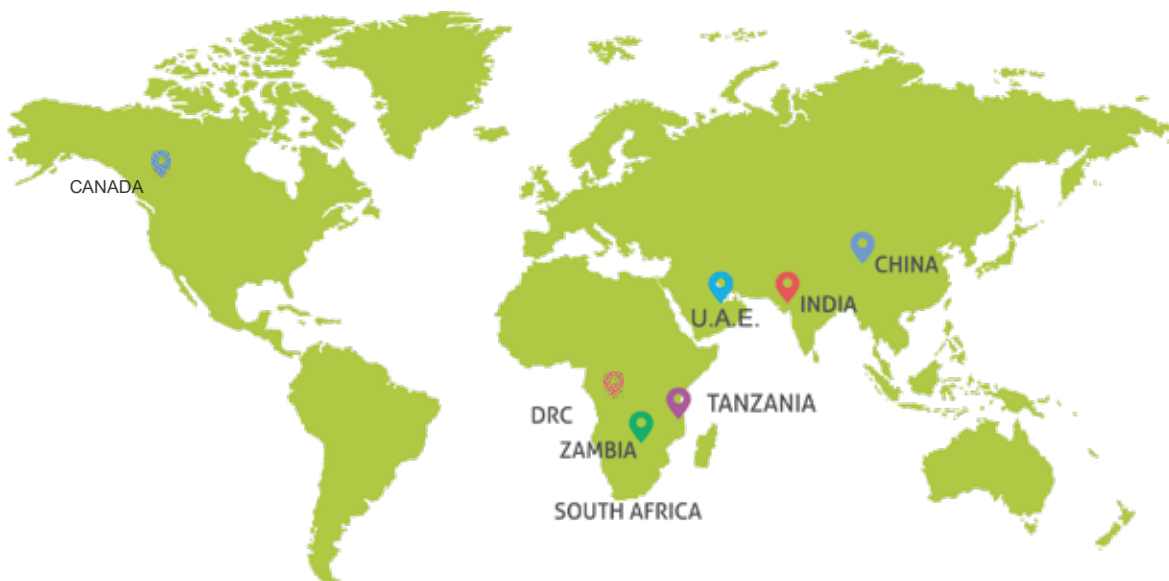 CANADA
CHINA
INDIA
U.A.E.
TANZANIA
DRC
ZAMBIA
SOUTH AFRICA